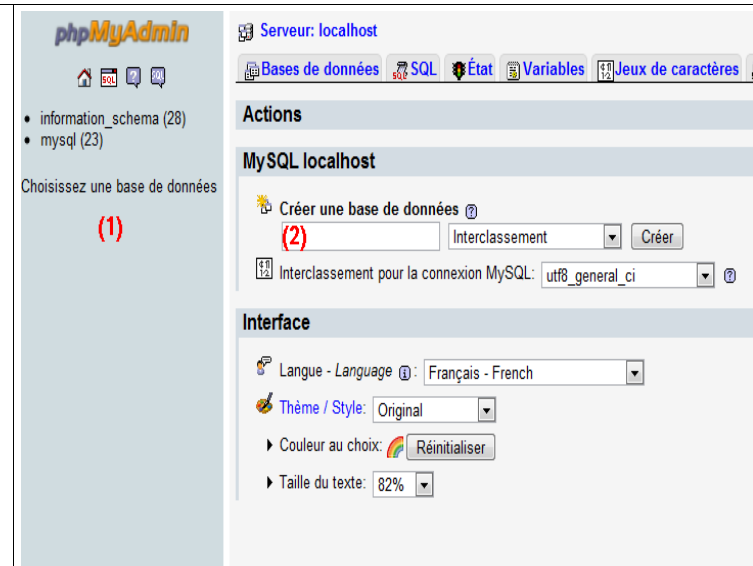 phpMyAdmin
SQL ? SQL
information_schema (28)
mysql (23)
Choisissez une base de données
(1)
Serveur: localhost
Bases de données SQL État Variables Jeux de caractères
Actions
MySQL localhost
Créer une base de données ?
(2) Interclassement Créer
Interclassement pour la connexion MySQL: utf8_general_ci ?
Interface
Langue - Language i : Français - French
Thème / Style: Original
Couleur au choix: Réinitialiser
Taille du texte: 82%